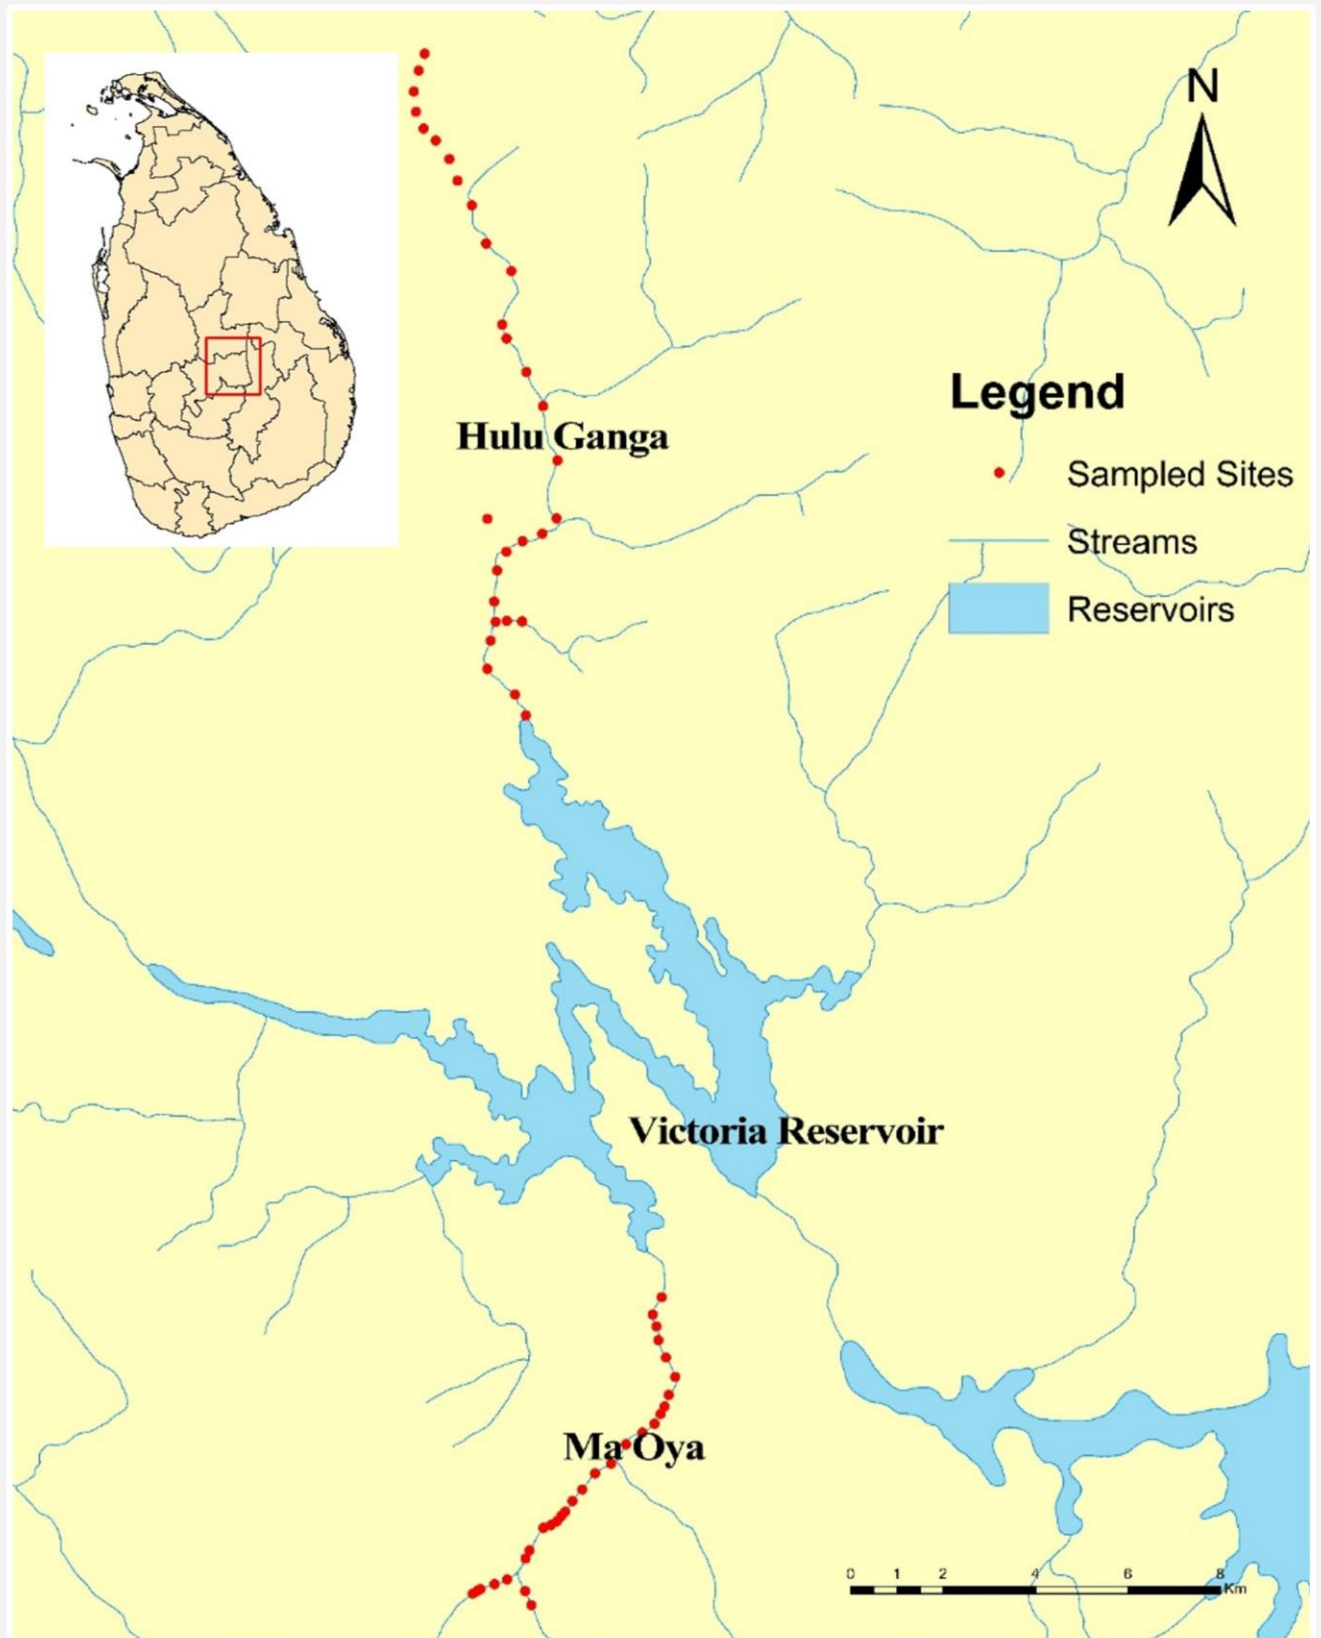 N
Legend
Hulu Ganga
Sampled Sites
Streams
Reservoirs
Victoria Reservoir
Ma Oya
0 1 2 4 6 8
Km